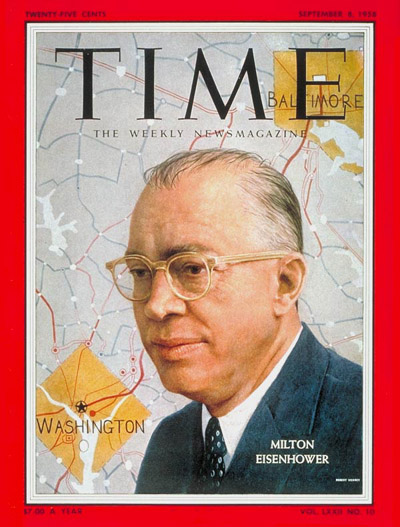 TWENTY-FIVE CENTS
SEPTEMBER 8, 1958
TIME
BALTIMORE
THE WEEKLY NEWSMAGAZINE
WASHINGTON
MILTON
EISENHOWER
$7.00 A YEAR
VOL. LXXII NO. 10